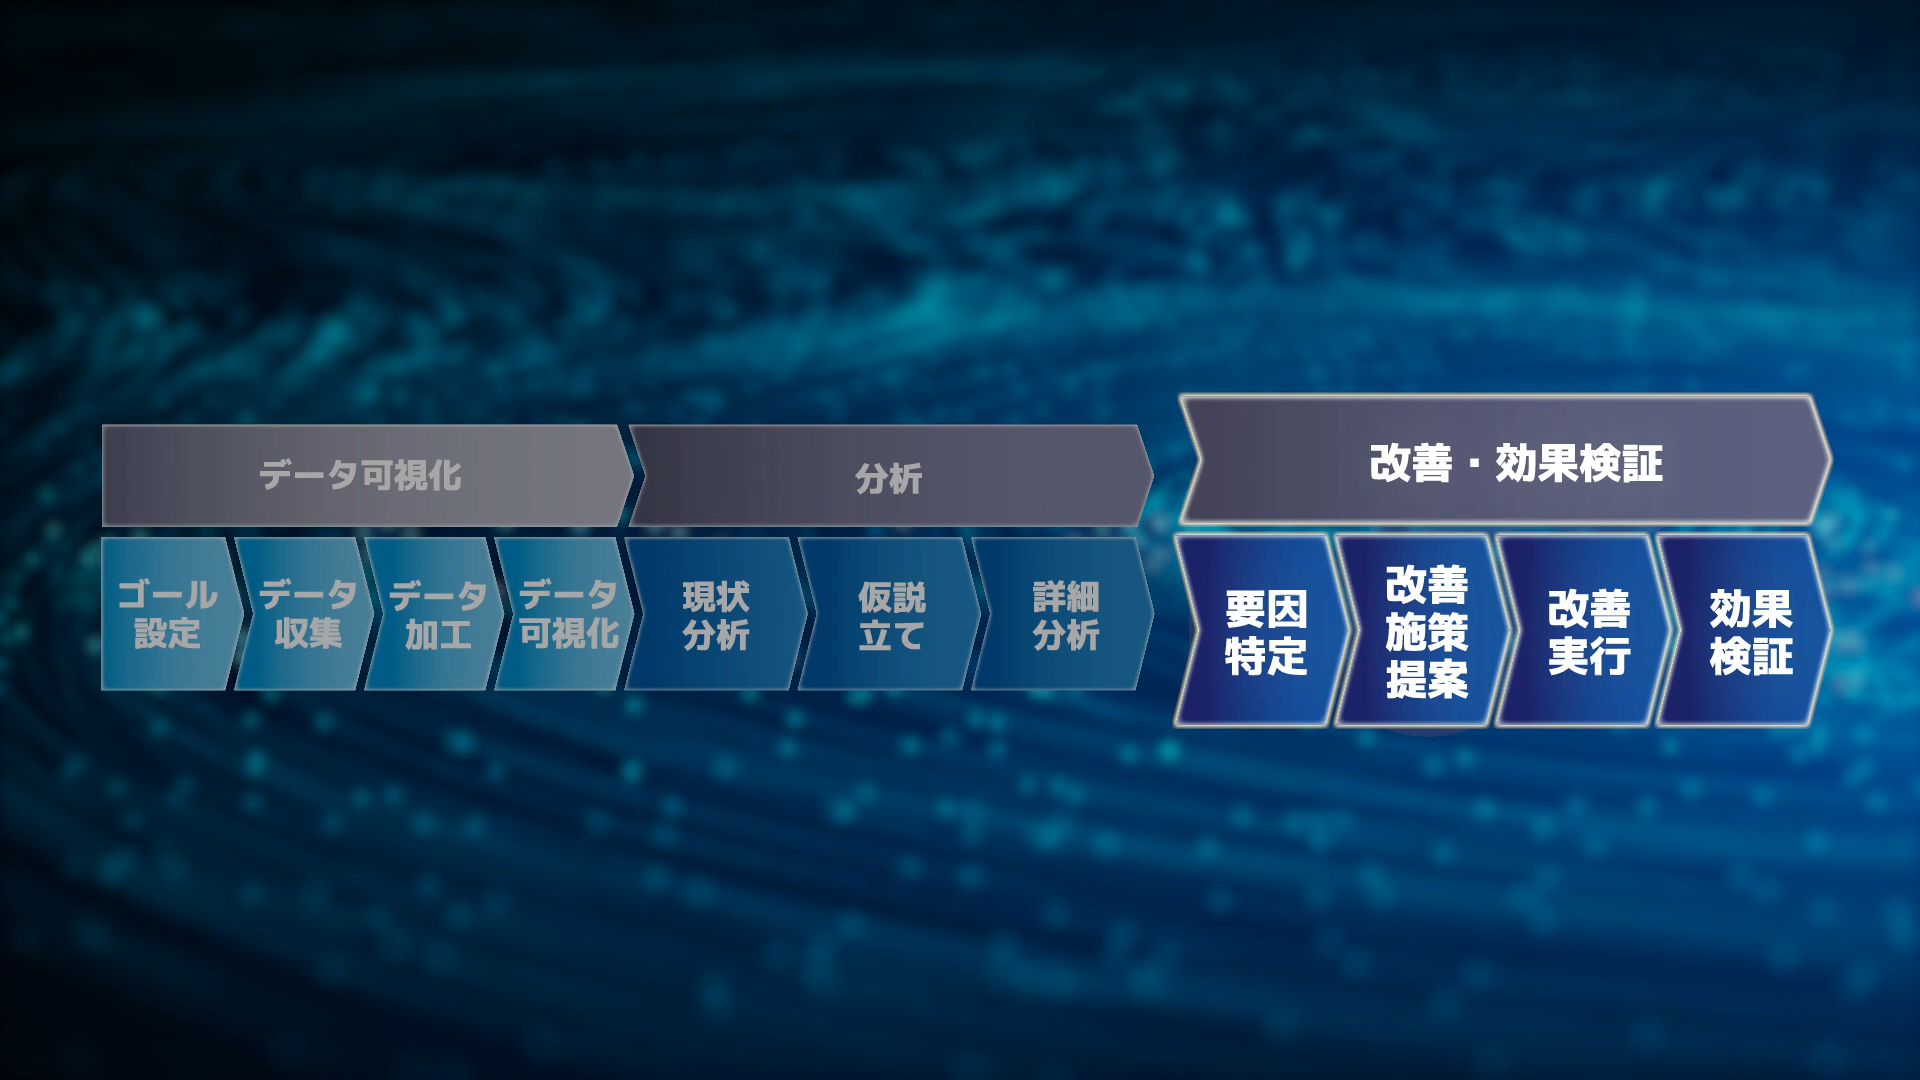 データ可視化
分析
改善・効果検証
ゴール
設定
データ
収集
データ
加工
データ
可視化
現状
分析
仮説
立て
詳細
分析
要因
特定
改善
施策
提案
改善
実行
効果
検証